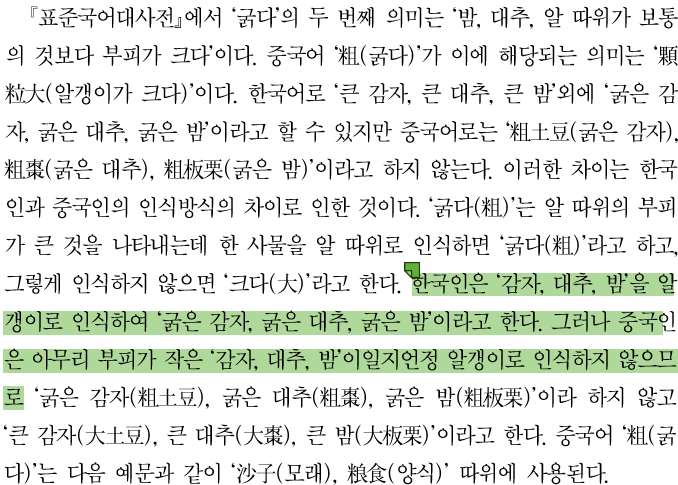 『표준국어대사전』에서 ‘굵다’의 두 번째 의미는 ‘밤, 대추, 알 따위가 보통
의 것보다 부피가 크다’이다. 중국어 ‘粗(굵다)’가 이에 해당되는 의미는 ‘顆
粒大(알갱이가 크다)’이다. 한국어로 ‘큰 감자, 큰 대추, 큰 밤’외에 ‘굵은 감
자, 굵은 대추, 굵은 밤’이라고 할 수 있지만 중국어로는 ‘粗土豆(굵은 감자),
粗棗(굵은 대추), 粗板栗(굵은 밤)’이라고 하지 않는다. 이러한 차이는 한국
인과 중국인의 인식방식의 차이로 인한 것이다. ‘굵다(粗)’는 알 따위의 부피
가 큰 것을 나타내는데 한 사물을 알 따위로 인식하면 ‘굵다(粗)’라고 하고,
그렇게 인식하지 않으면 ‘크다(大)’라고 한다. 한국인은 ‘감자, 대추, 밤’을 알
갱이로 인식하여 ‘굵은 감자, 굵은 대추, 굵은 밤’이라고 한다. 그러나 중국인
은 아무리 부피가 작은 ‘감자, 대추, 밤’이일지언정 알갱이로 인식하지 않으므
로 ‘굵은 감자(粗土豆), 굵은 대추(粗棗), 굵은 밤(粗板栗)’이라 하지 않고
‘큰 감자(大土豆), 큰 대추(大棗), 큰 밤(大板栗)’이라고 한다. 중국어 ‘粗(굵
다)’는 다음 예문과 같이 ‘沙子(모래), 粮食(양식)’ 따위에 사용된다.